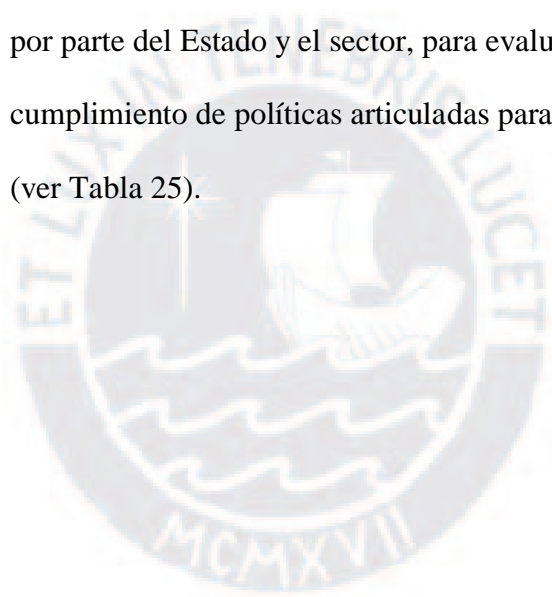 por parte del Estado y el sector, para evalu
cumplimiento de políticas articuladas para
(ver Tabla 25).
ET LUX IN TENEBRIS LUCET
MCMXVII